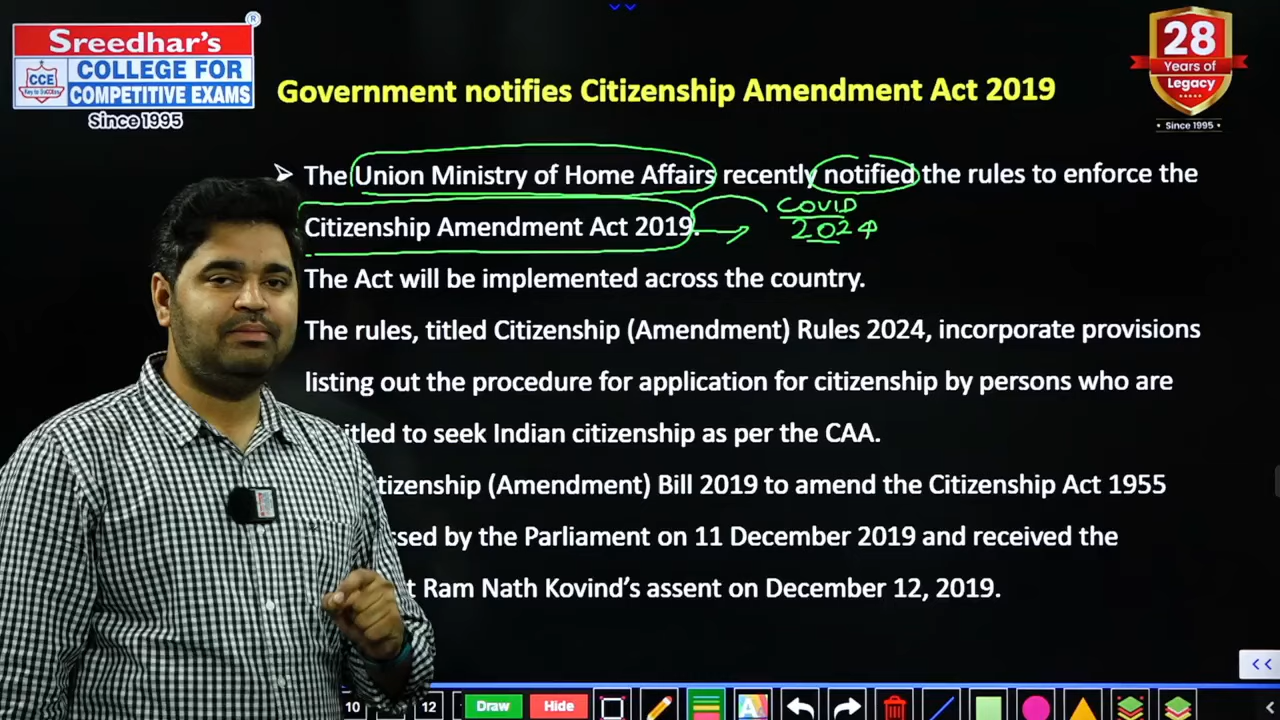 Sreedhar's
CCE
COLLEGE FOR
COMPETITIVE EXAMS
Since 1995
®
28
Years of
Legacy
• Since 1995 •
Government notifies Citizenship Amendment Act 2019
➤ The Union Ministry of Home Affairs recently notified the rules to enforce the
Citizenship Amendment Act 2019.
COVID
2024
The Act will be implemented across the country.
The rules, titled Citizenship (Amendment) Rules 2024, incorporate provisions
listing out the procedure for application for citizenship by persons who are
titled to seek Indian citizenship as per the CAA.
tizenship (Amendment) Bill 2019 to amend the Citizenship Act 1955
ssed by the Parliament on 11 December 2019 and received the
t Ram Nath Kovind's assent on December 12, 2019.
<<
10 12 Draw Hide A